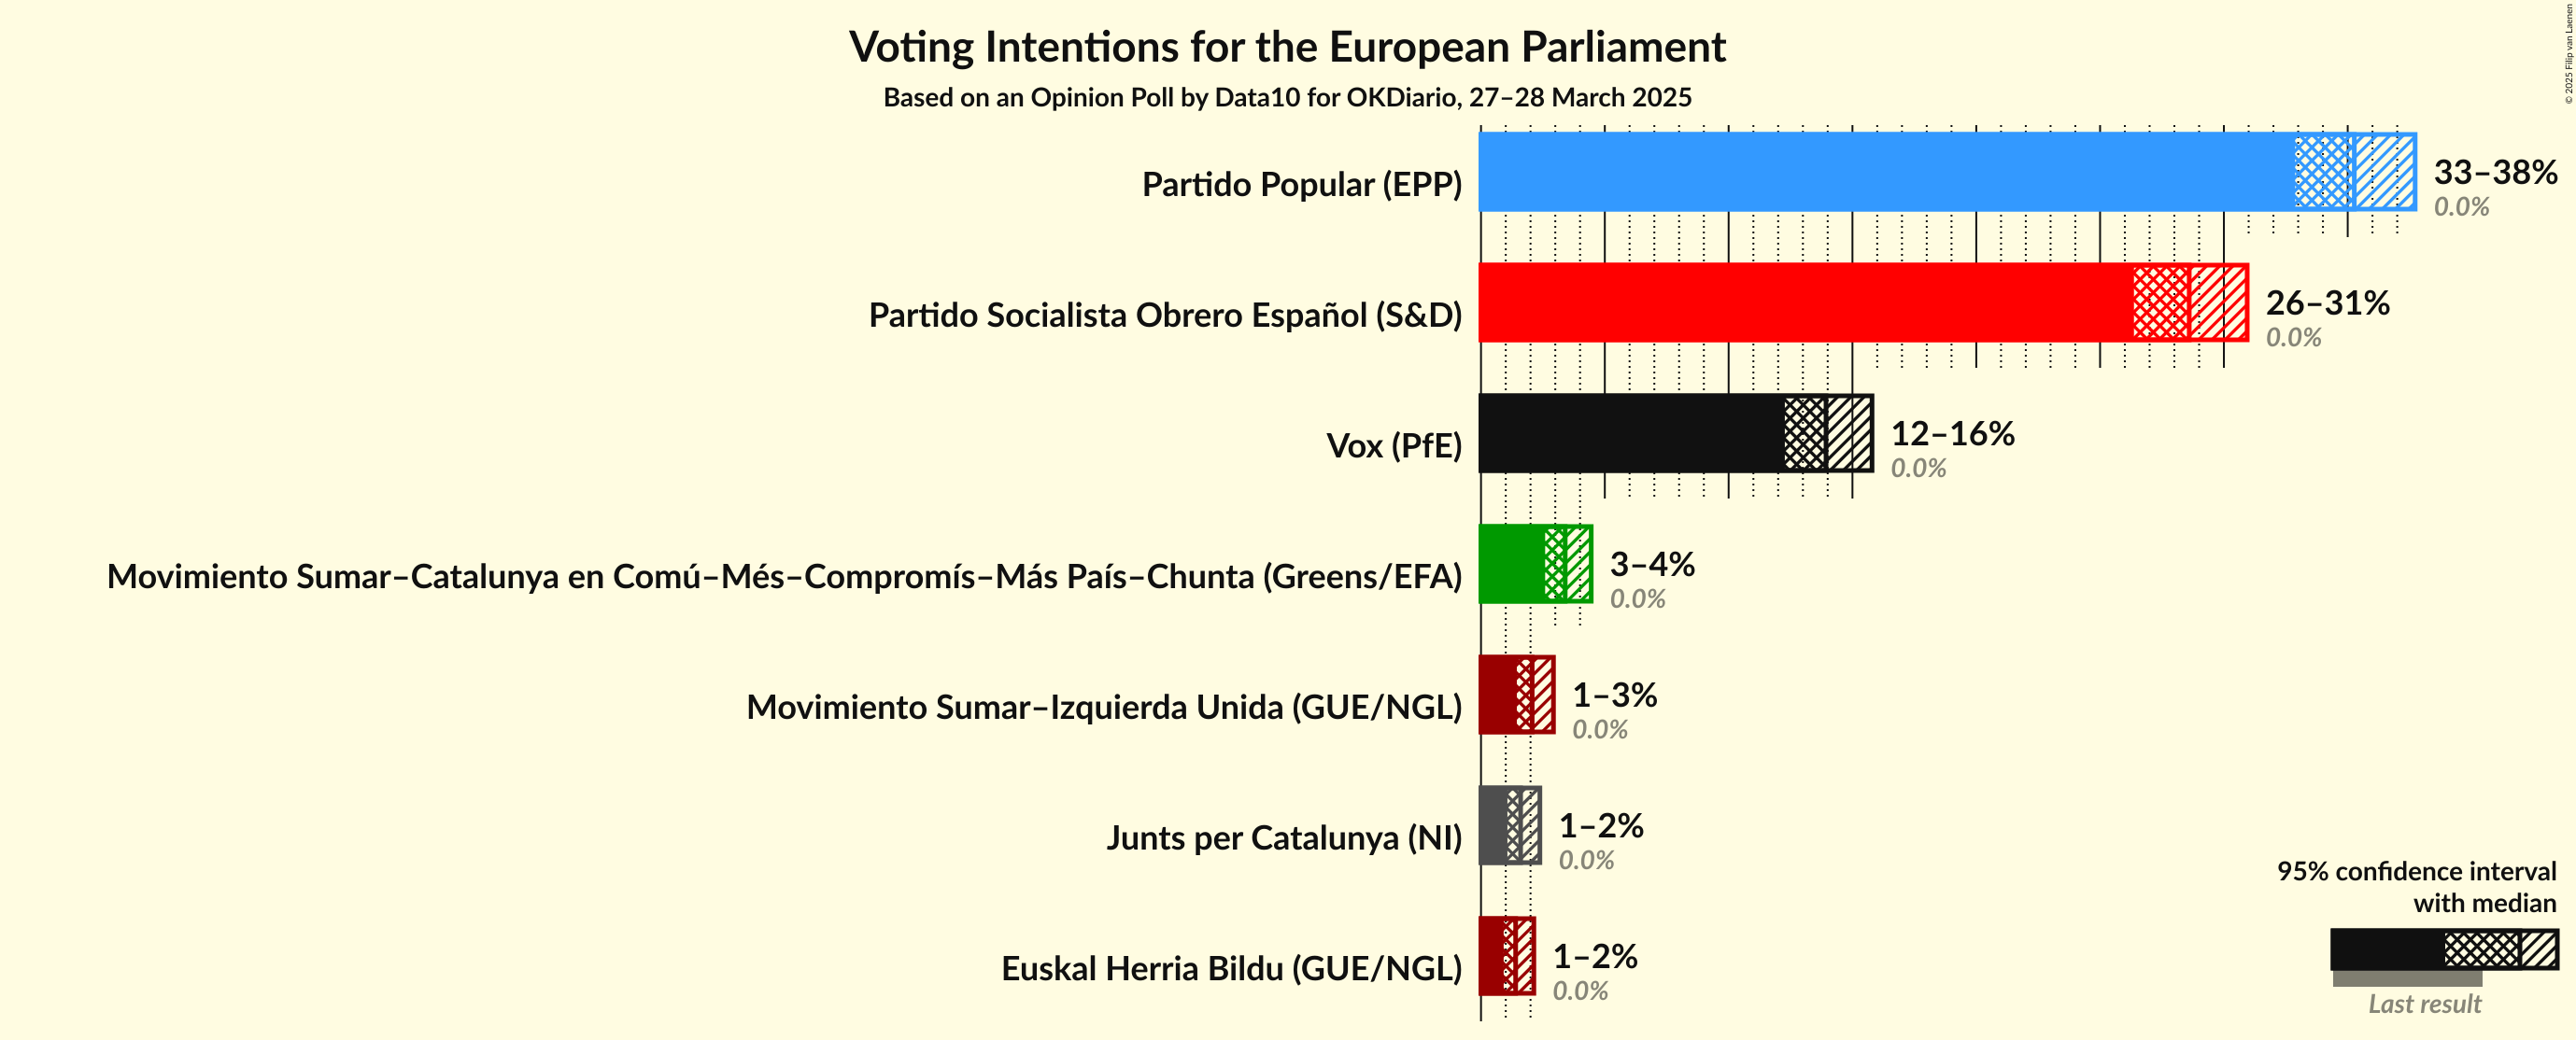 Voting Intentions for the European Parliament
Based on an Opinion Poll by Data10 for OKDiario, 27–28 March 2025
© 2025 Filip van Laenen
Partido Popular (EPP)
33–38%
0.0%
Partido Socialista Obrero Español (S&D)
26–31%
0.0%
Vox (PfE)
12–16%
0.0%
Movimiento Sumar–Catalunya en Comú–Més–Compromís–Más País–Chunta (Greens/EFA)
3–4%
0.0%
Movimiento Sumar–Izquierda Unida (GUE/NGL)
1–3%
0.0%
Junts per Catalunya (NI)
1–2%
0.0%
Euskal Herria Bildu (GUE/NGL)
1–2%
0.0%
95% confidence interval
with median
Last result